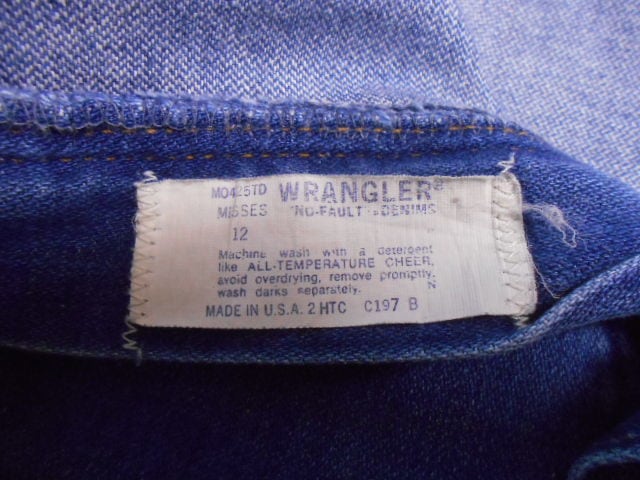 MO425TD WRANGLER®
MISSES "NO-FAULT"® DENIMS
12
Machine wash with a detergent
like ALL-TEMPERATURE CHEER,
avoid overdrying, remove promptly,
wash darks separately. N
MADE IN U.S.A. 2 HTC C197 B